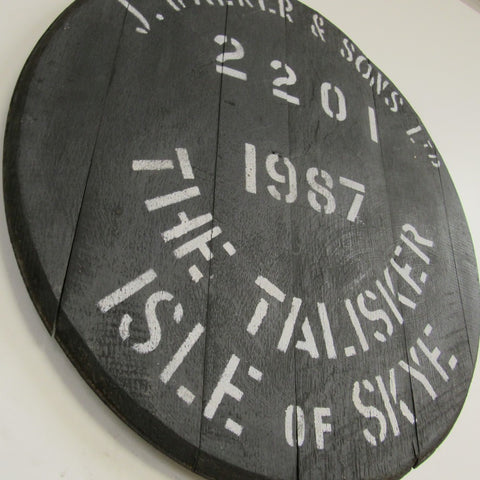 J. WALKER & SONS LTD
2201
1987
THE TALISKER
ISLE OF SKYE